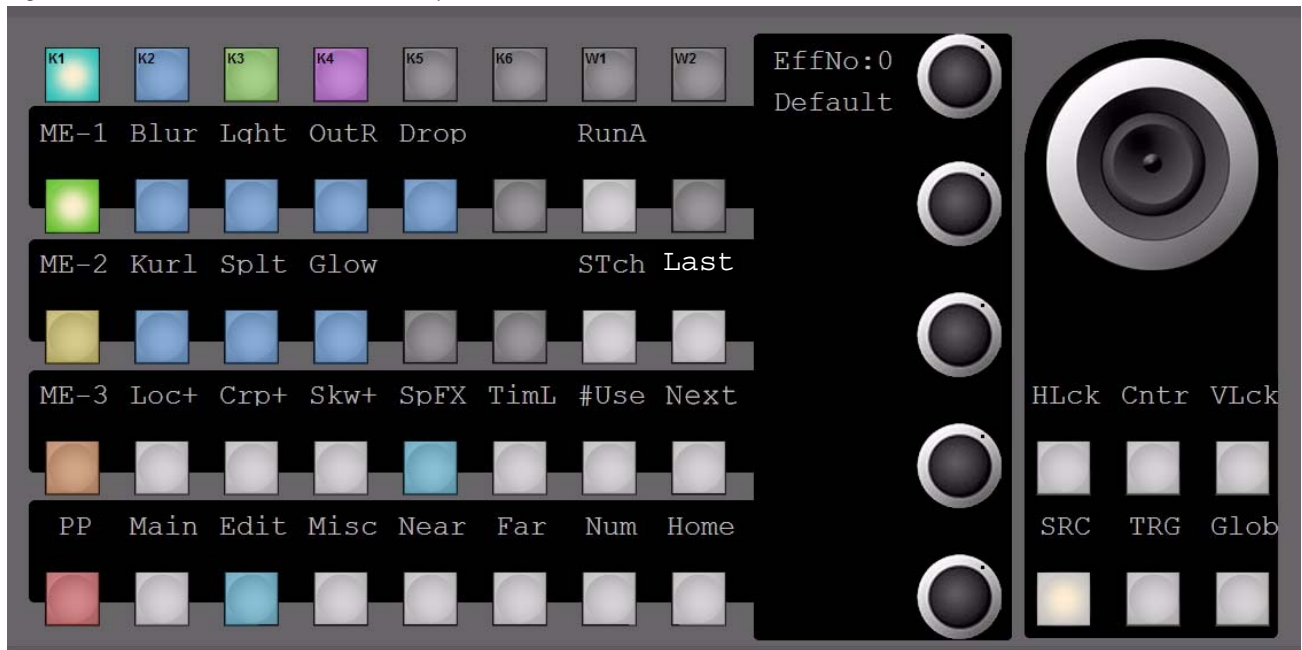 K1 K2 K3 K4 K5 K6 W1 W2
EffNo:0
Default
ME-1 Blur Lght OutR Drop RunA
ME-2 Kurl Splt Glow STch Last
ME-3 Loc+ Crp+ Skw+ SpFX TimL #Use Next
HLck Cntr VLck
PP Main Edit Misc Near Far Num Home
SRC TRG Glob